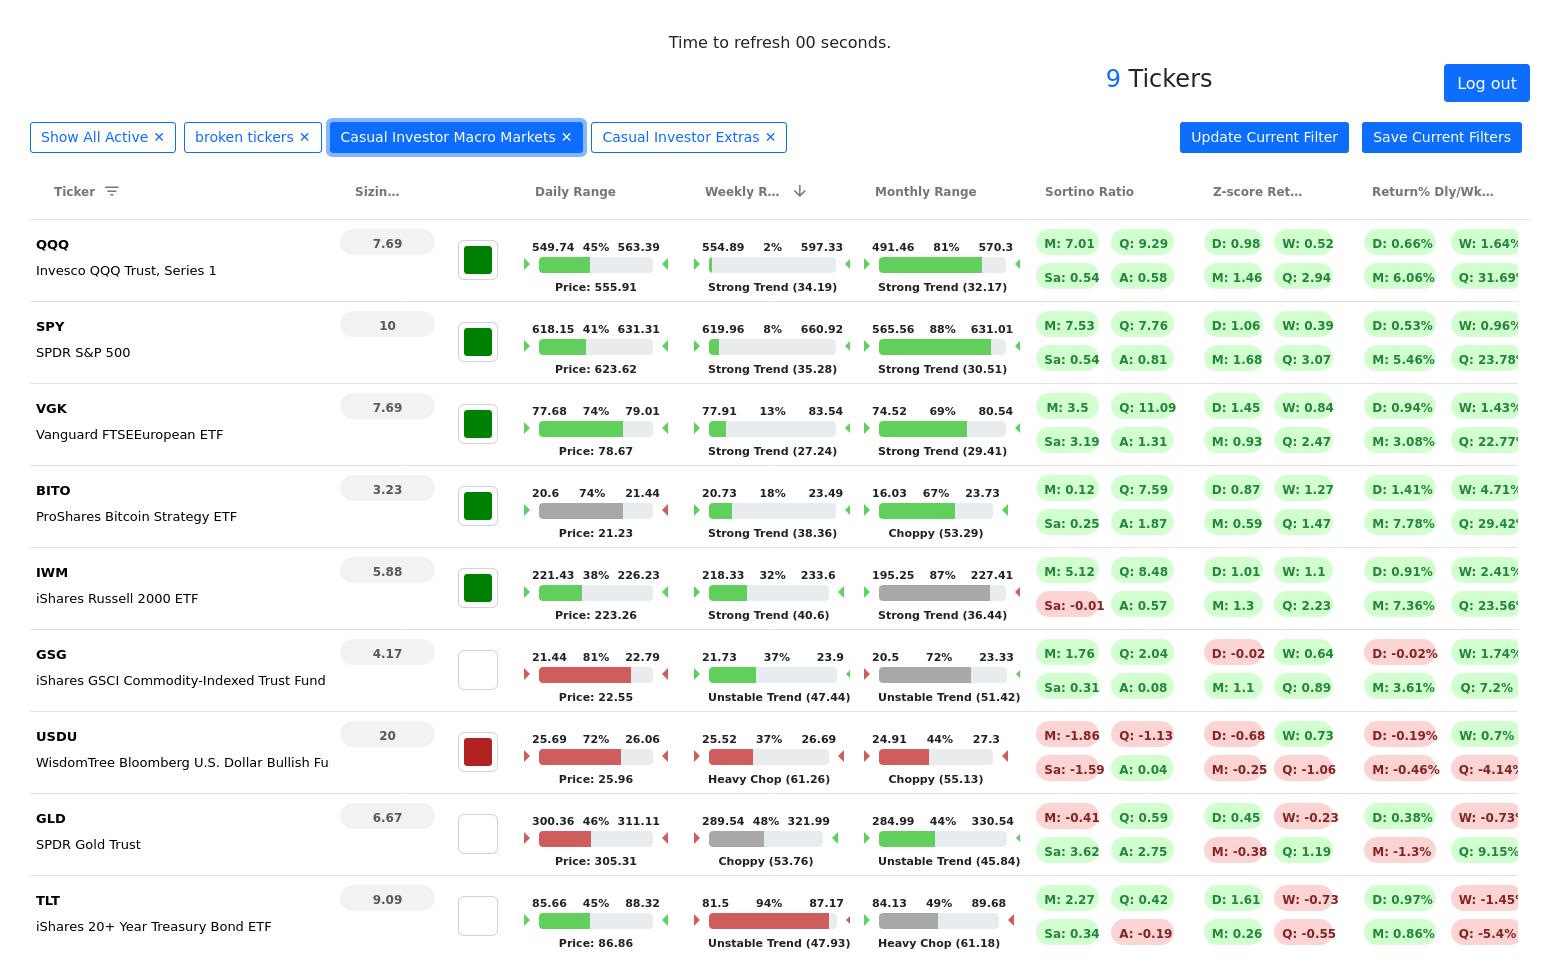 Time to refresh 00 seconds.
9 Tickers
Log out
Show All Active ✕ broken tickers ✕ Casual Investor Macro Markets ✕ Casual Investor Extras ✕ Update Current Filter Save Current Filters
Ticker Sizin... Daily Range Weekly R... Monthly Range Sortino Ratio Z-score Ret... Return% Dly/Wk...
QQQ 7.69 549.74 45% 563.39 554.89 2% 597.33 491.46 81% 570.3 M: 7.01 Q: 9.29 D: 0.98 W: 0.52 D: 0.66% W: 1.64%
Invesco QQQ Trust, Series 1 Price: 555.91 Strong Trend (34.19) Strong Trend (32.17) Sa: 0.54 A: 0.58 M: 1.46 Q: 2.94 M: 6.06% Q: 31.69%
SPY 10 618.15 41% 631.31 619.96 8% 660.92 565.56 88% 631.01 M: 7.53 Q: 7.76 D: 1.06 W: 0.39 D: 0.53% W: 0.96%
SPDR S&P 500 Price: 623.62 Strong Trend (35.28) Strong Trend (30.51) Sa: 0.54 A: 0.81 M: 1.68 Q: 3.07 M: 5.46% Q: 23.78%
VGK 7.69 77.68 74% 79.01 77.91 13% 83.54 74.52 69% 80.54 M: 3.5 Q: 11.09 D: 1.45 W: 0.84 D: 0.94% W: 1.43%
Vanguard FTSEEuropean ETF Price: 78.67 Strong Trend (27.24) Strong Trend (29.41) Sa: 3.19 A: 1.31 M: 0.93 Q: 2.47 M: 3.08% Q: 22.77%
BITO 3.23 20.6 74% 21.44 20.73 18% 23.49 16.03 67% 23.73 M: 0.12 Q: 7.59 D: 0.87 W: 1.27 D: 1.41% W: 4.71%
ProShares Bitcoin Strategy ETF Price: 21.23 Strong Trend (38.36) Choppy (53.29) Sa: 0.25 A: 1.87 M: 0.59 Q: 1.47 M: 7.78% Q: 29.42%
IWM 5.88 221.43 38% 226.23 218.33 32% 233.6 195.25 87% 227.41 M: 5.12 Q: 8.48 D: 1.01 W: 1.1 D: 0.91% W: 2.41%
iShares Russell 2000 ETF Price: 223.26 Strong Trend (40.6) Strong Trend (36.44) Sa: -0.01 A: 0.57 M: 1.3 Q: 2.23 M: 7.36% Q: 23.56%
GSG 4.17 21.44 81% 22.79 21.73 37% 23.9 20.5 72% 23.33 M: 1.76 Q: 2.04 D: -0.02 W: 0.64 D: -0.02% W: 1.74%
iShares GSCI Commodity-Indexed Trust Fund Price: 22.55 Unstable Trend (47.44) Unstable Trend (51.42) Sa: 0.31 A: 0.08 M: 1.1 Q: 0.89 M: 3.61% Q: 7.2%
USDU 20 25.69 72% 26.06 25.52 37% 26.69 24.91 44% 27.3 M: -1.86 Q: -1.13 D: -0.68 W: 0.73 D: -0.19% W: 0.7%
WisdomTree Bloomberg U.S. Dollar Bullish Fu Price: 25.96 Heavy Chop (61.26) Choppy (55.13) Sa: -1.59 A: 0.04 M: -0.25 Q: -1.06 M: -0.46% Q: -4.14%
GLD 6.67 300.36 46% 311.11 289.54 48% 321.99 284.99 44% 330.54 M: -0.41 Q: 0.59 D: 0.45 W: -0.23 D: 0.38% W: -0.73%
SPDR Gold Trust Price: 305.31 Choppy (53.76) Unstable Trend (45.84) Sa: 3.62 A: 2.75 M: -0.38 Q: 1.19 M: -1.3% Q: 9.15%
TLT 9.09 85.66 45% 88.32 81.5 94% 87.17 84.13 49% 89.68 M: 2.27 Q: 0.42 D: 1.61 W: -0.73 D: 0.97% W: -1.45%
iShares 20+ Year Treasury Bond ETF Price: 86.86 Unstable Trend (47.93) Heavy Chop (61.18) Sa: 0.34 A: -0.19 M: 0.26 Q: -0.55 M: 0.86% Q: -5.4%